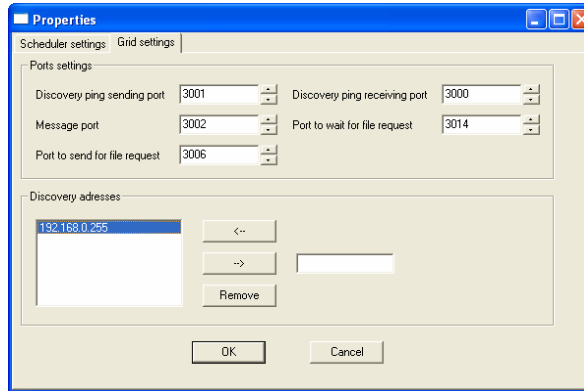 Properties
Scheduler settings Grid settings
Ports settings
Discovery ping sending port 3001 Discovery ping receiving port 3000
Message port 3002 Port to wait for file request 3014
Port to send for file request 3006
Discovery adresses
192.168.0.255
<--
-->
Remove
OK Cancel